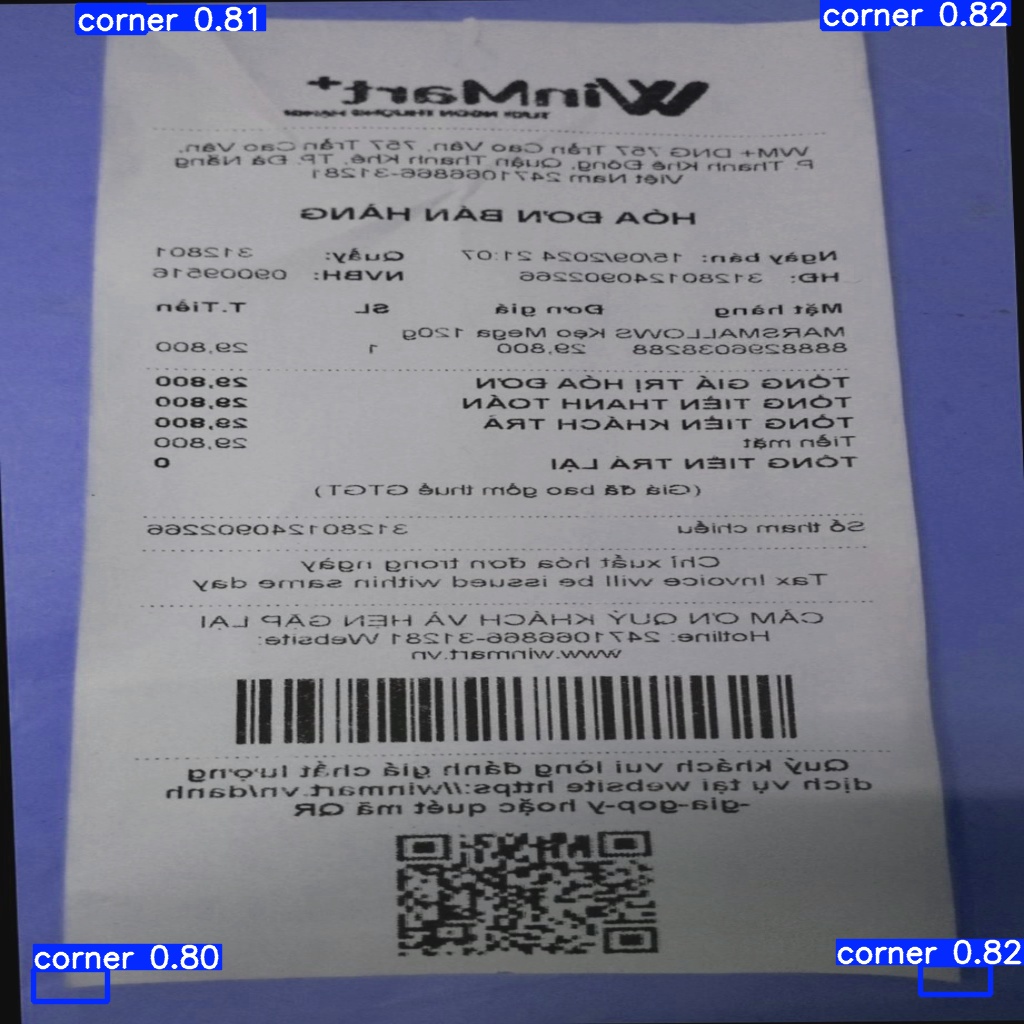 corner 0.81
corner 0.82
WinMart+
TƯƠI NGON THƯỢNG HẠNG
WM+ DNG 757 Trần Cao Vân, 757 Trần Cao Vân,
P. Thanh Khê Đông, Quận Thanh Khê, TP. Đà Nẵng
Việt Nam 2471066866-31281
HÓA ĐƠN BÁN HÀNG
Ngày bán: 15/09/2024 21:07 Quầy: 312801
HĐ: 312801240902266 NVBH: 09009516
Mặt hàng Đơn giá SL T.Tiền
MARSMALLOWS Kẹo Mega 120g
8888296038288 29.800 1 29.800
TỔNG GIÁ TRỊ HÓA ĐƠN 29.800
TỔNG TIỀN THANH TOÁN 29.800
TỔNG TIỀN KHÁCH TRẢ 29.800
Tiền mặt 29.800
TỔNG TIỀN TRẢ LẠI 0
(Giá đã bao gồm thuế GTGT)
Số tham chiếu 312801240902266
Chỉ xuất hóa đơn trong ngày
Tax Invoice will be issued within same day
CẢM ƠN QUÝ KHÁCH VÀ HẸN GẶP LẠI
Hotline: 2471066866-31281 Website:
www.winmart.vn
Quý khách vui lòng đánh giá chất lượng
dịch vụ tại website https://winmart.vn/danh
-gia-gop-y hoặc quét mã QR
corner 0.80
corner 0.82